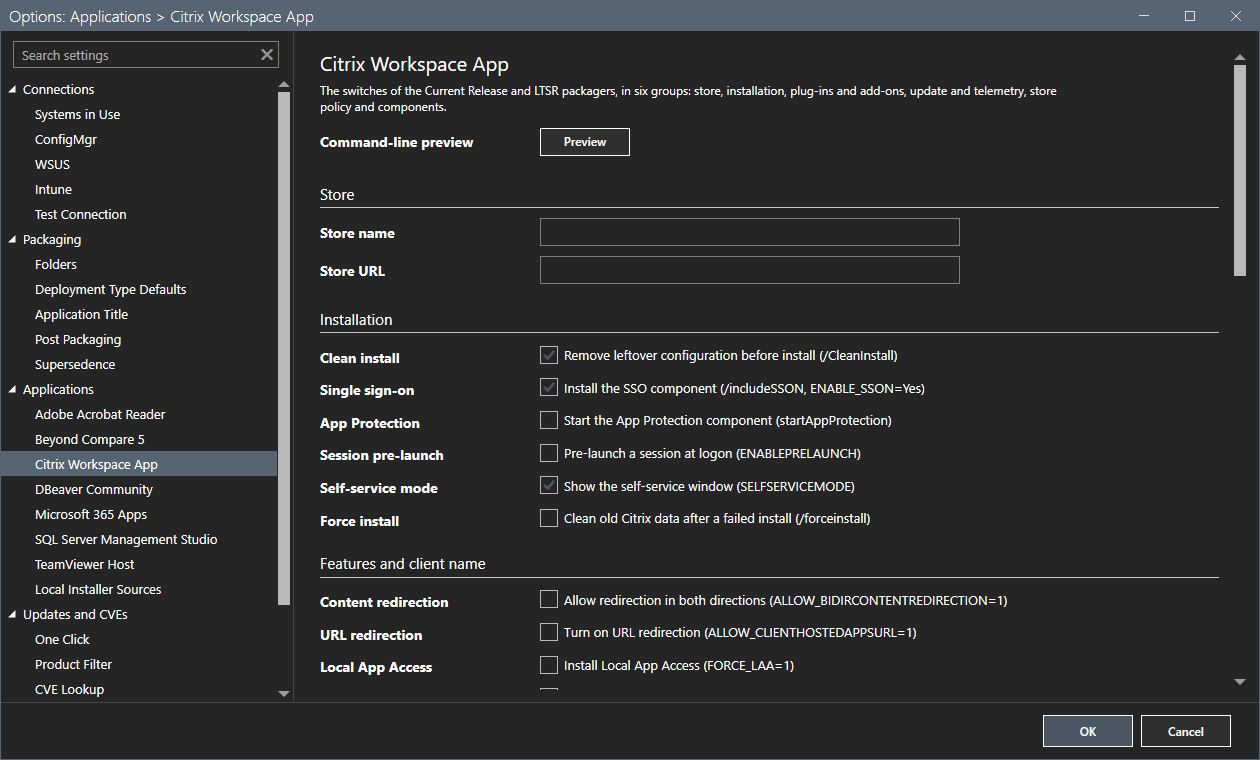 Options: Applications > Citrix Workspace App
Search settings
Connections
Systems in Use
ConfigMgr
WSUS
Intune
Test Connection
Packaging
Folders
Deployment Type Defaults
Application Title
Post Packaging
Supersedence
Applications
Adobe Acrobat Reader
Beyond Compare 5
Citrix Workspace App
DBeaver Community
Microsoft 365 Apps
SQL Server Management Studio
TeamViewer Host
Local Installer Sources
Updates and CVEs
One Click
Product Filter
CVE Lookup
Citrix Workspace App
The switches of the Current Release and LTSR packagers, in six groups: store, installation, plug-ins and add-ons, update and telemetry, store
policy and components.
Command-line preview Preview
Store
Store name
Store URL
Installation
Clean install Remove leftover configuration before install (/CleanInstall)
Single sign-on Install the SSO component (/includeSSON, ENABLE_SSON=Yes)
App Protection Start the App Protection component (startAppProtection)
Session pre-launch Pre-launch a session at logon (ENABLEPRELAUNCH)
Self-service mode Show the self-service window (SELFSERVICEMODE)
Force install Clean old Citrix data after a failed install (/forceinstall)
Features and client name
Content redirection Allow redirection in both directions (ALLOW_BIDIRCONTENTREDIRECTION=1)
URL redirection Turn on URL redirection (ALLOW_CLIENTHOSTEDAPPSURL=1)
Local App Access Install Local App Access (FORCE_LAA=1)
OK Cancel